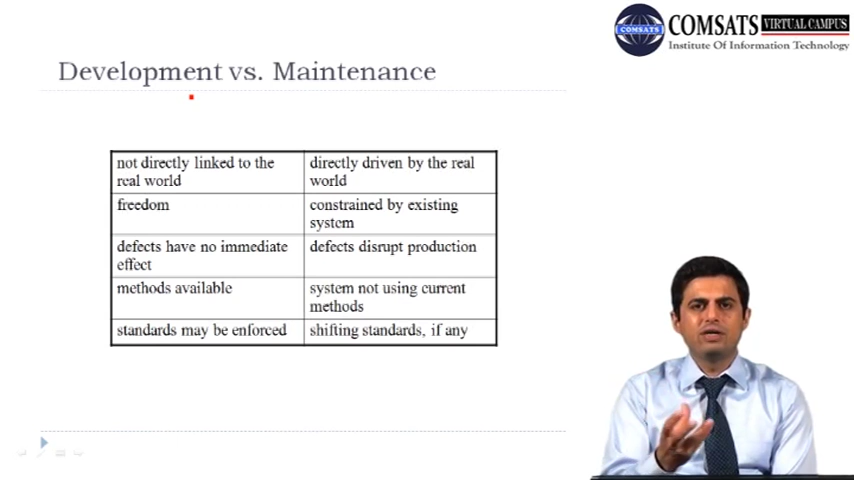 COMSATS VIRTUAL CAMPUS
COMSATS
Institute Of Information Technology
Development vs. Maintenance
not directly linked to the
real world
directly driven by the real
world
freedom
constrained by existing
system
defects have no immediate
effect
defects disrupt production
methods available
system not using current
methods
standards may be enforced
shifting standards, if any